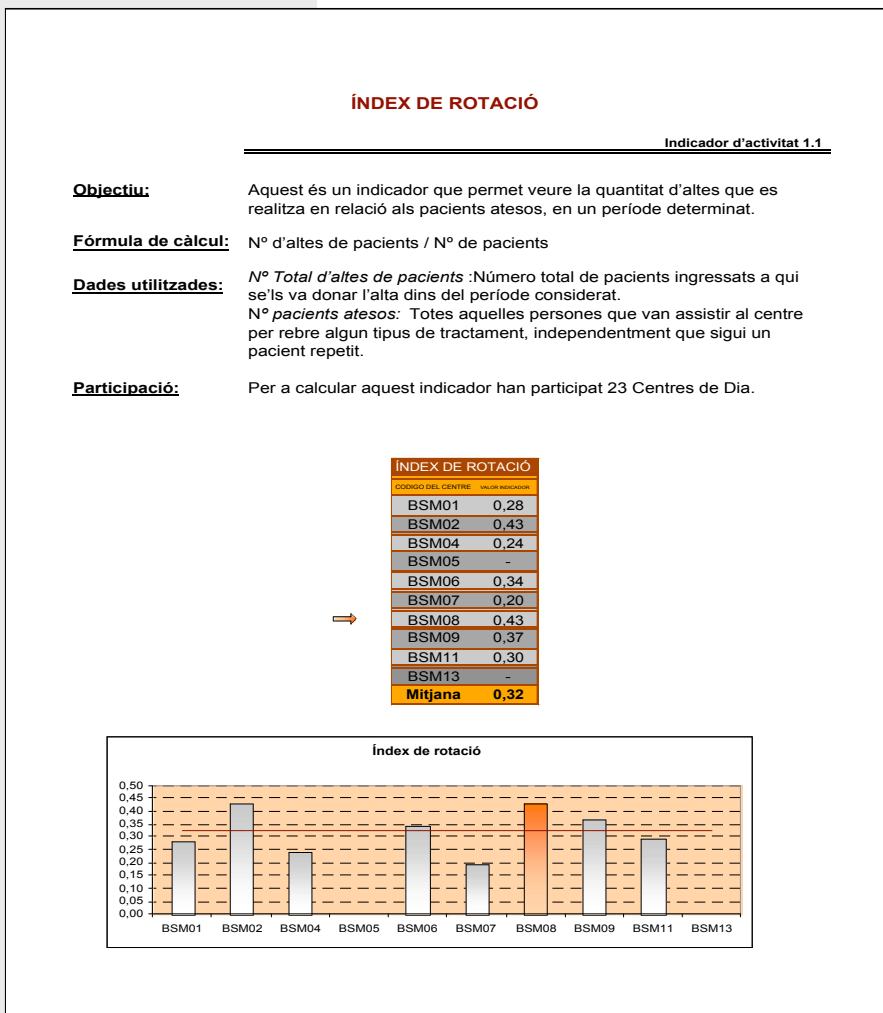 ÍNDEX DE ROTACIÓ
Indicador d'activitat 1.1
Objectiu:
Aquest és un indicador que permet veure la quantitat d'altes que es
realitza en relació als pacients atesos, en un període determinat.
Fórmula de càlcul:
Nº d'altes de pacients / Nº de pacients
Dades utilitzades:
Nº Total d'altes de pacients :Número total de pacients ingressats a qui
se'ls va donar l'alta dins del període considerat.
Nº pacients atesos: Totes aquelles persones que van assistir al centre
per rebre algun tipus de tractament, independentment que sigui un
pacient repetit.
Participació:
Per a calcular aquest indicador han participat 23 Centres de Dia.
ÍNDEX DE ROTACIÓ
CODIGO DEL CENTRE VALOR INDICADOR
BSM01 0,28
BSM02 0,43
BSM04 0,24
BSM05 -
BSM06 0,34
BSM07 0,20
BSM08 0,43
BSM09 0,37
BSM11 0,30
BSM13 -
Mitjana 0,32
Índex de rotació
0,50
0,45
0,40
0,35
0,30
0,25
0,20
0,15
0,10
0,05
0,00
BSM01 BSM02 BSM04 BSM05 BSM06 BSM07 BSM08 BSM09 BSM11 BSM13